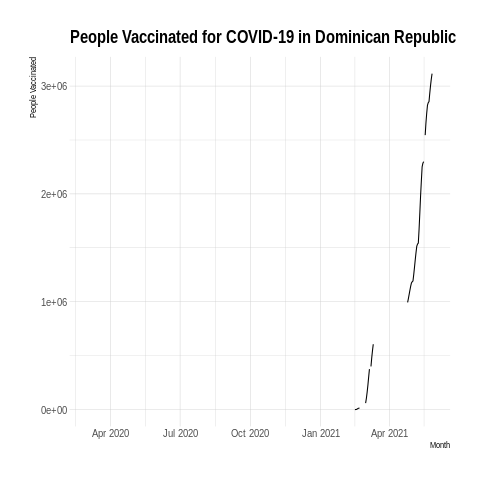 People Vaccinated for COVID-19 in Dominican Republic
People Vaccinated
3e+06
2e+06
1e+06
0e+00
Apr 2020 Jul 2020 Oct 2020 Jan 2021 Apr 2021
Month